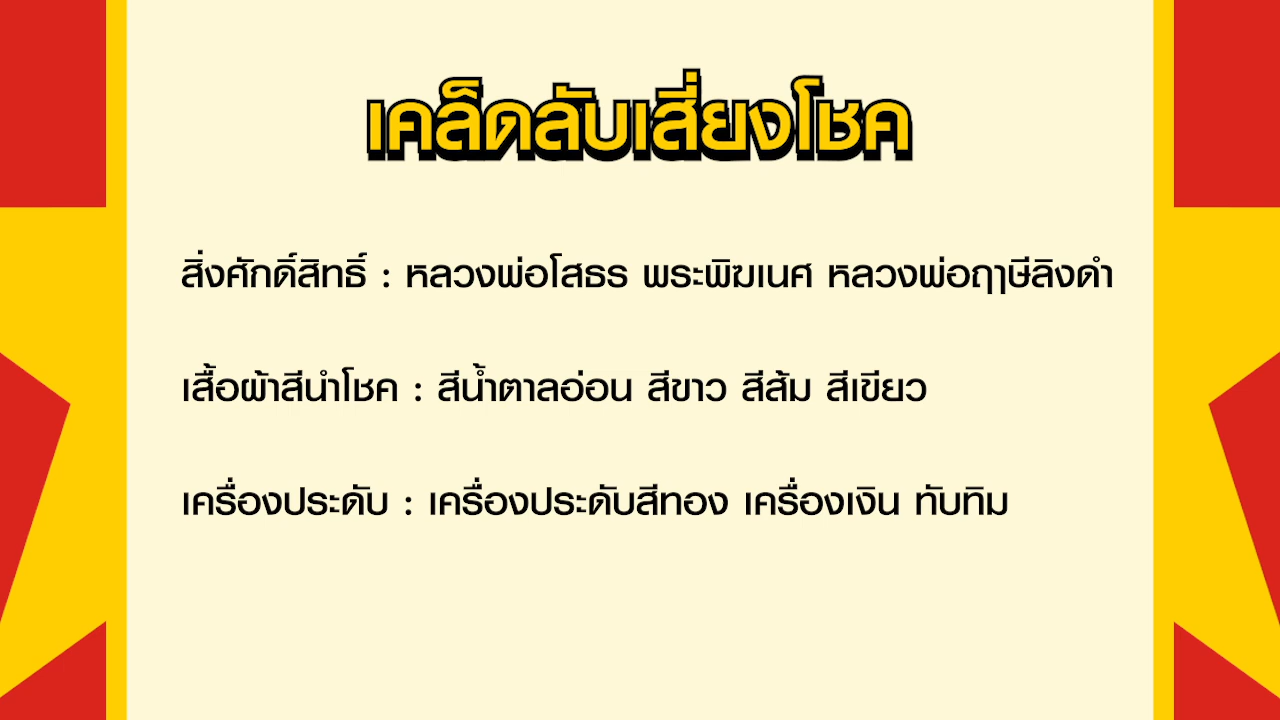 เคล็ดลับเสี่ยงโชค
สิ่งศักดิ์สิทธิ์ : หลวงพ่อโสธร พระพิฆเนศ หลวงพ่อฤๅษีลิงดำ
เสื้อผ้าสีนำโชค : สีน้ำตาลอ่อน สีขาว สีส้ม สีเขียว
เครื่องประดับ : เครื่องประดับสีทอง เครื่องเงิน ทับทิม